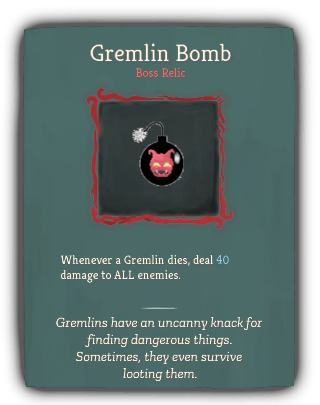 Gremlin Bomb
Boss Relic
Whenever a Gremlin dies, deal 40
damage to ALL enemies.
Gremlins have an uncanny knack for
finding dangerous things.
Sometimes, they even survive
looting them.